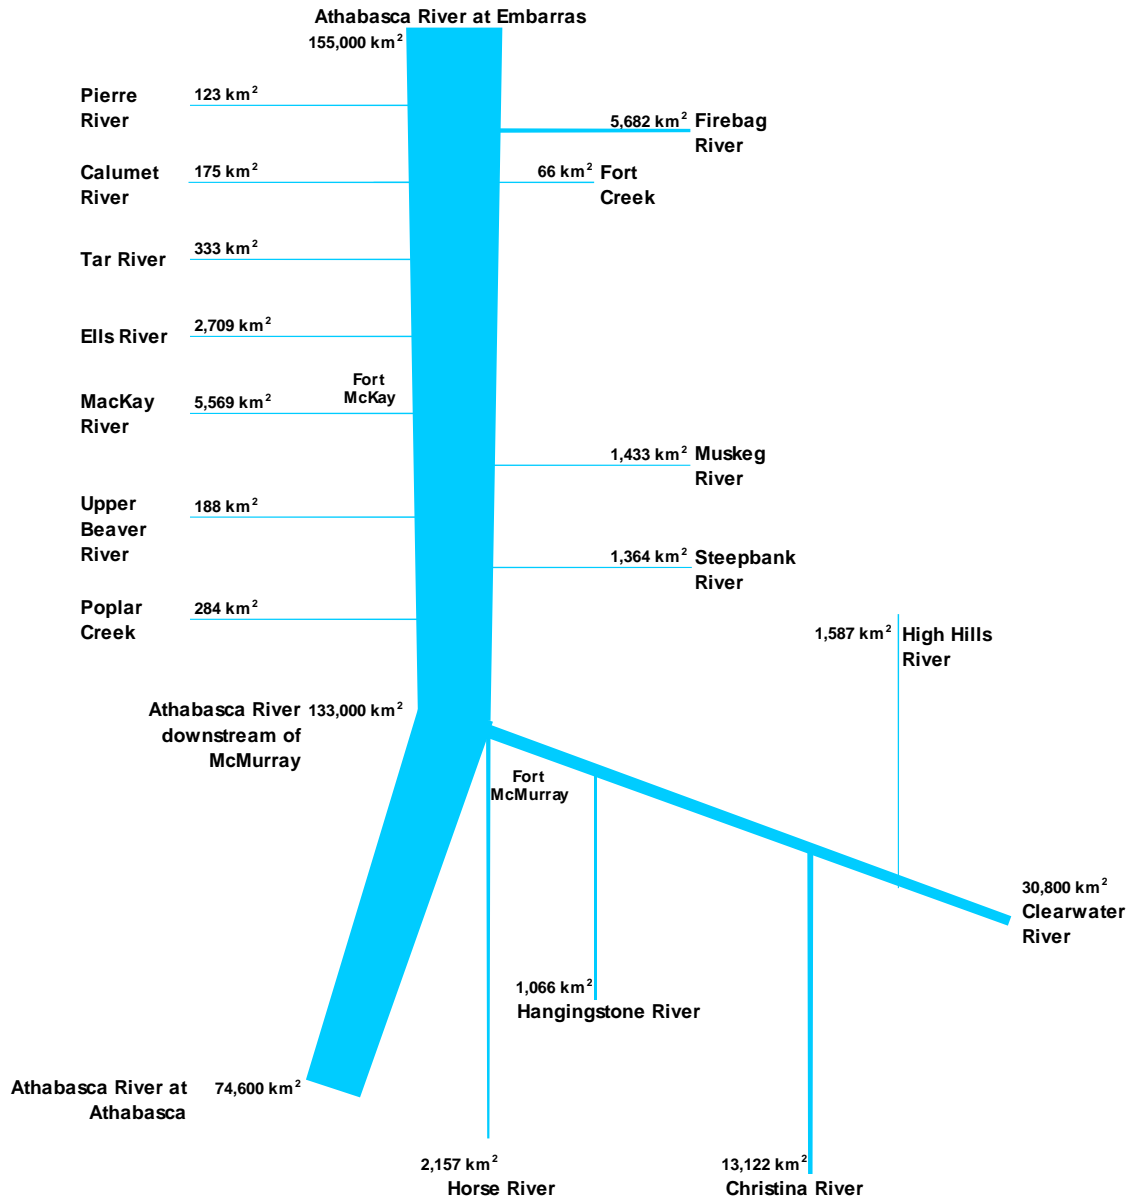 Athabasca River at Embarras
155,000 km²
Pierre
River
123 km²
5,682 km²
Firebag
River
Calumet
River
175 km²
66 km²
Fort
Creek
Tar River
333 km²
Ells River
2,709 km²
MacKay
River
5,569 km²
Fort
McKay
1,433 km²
Muskeg
River
Upper
Beaver
River
188 km²
1,364 km²
Steepbank
River
Poplar
Creek
284 km²
1,587 km²
High Hills
River
Athabasca River
downstream of
McMurray
133,000 km²
Fort
McMurray
30,800 km²
Clearwater
River
1,066 km²
Hangingstone River
Athabasca River at
Athabasca
74,600 km²
2,157 km²
Horse River
13,122 km²
Christina River